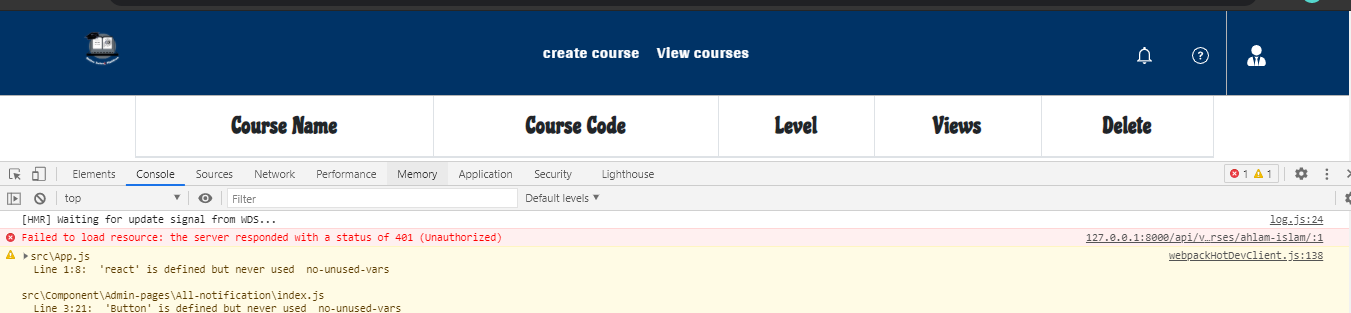 create course View courses
Course Name Course Code Level Views Delete
Elements Console Sources Network Performance Memory Application Security Lighthouse 1 1
top Filter Default levels
[HMR] Waiting for update signal from WDS... log.js:24
Failed to load resource: the server responded with a status of 401 (Unauthorized) 127.0.0.1:8000/api/v…rses/ahlam-islam/:1
src\App.js webpackHotDevClient.js:138
Line 1:8: 'react' is defined but never used no-unused-vars
src\Component\Admin-pages\All-notification\index.js
Line 3:21: 'Button' is defined but never used no-unused-vars